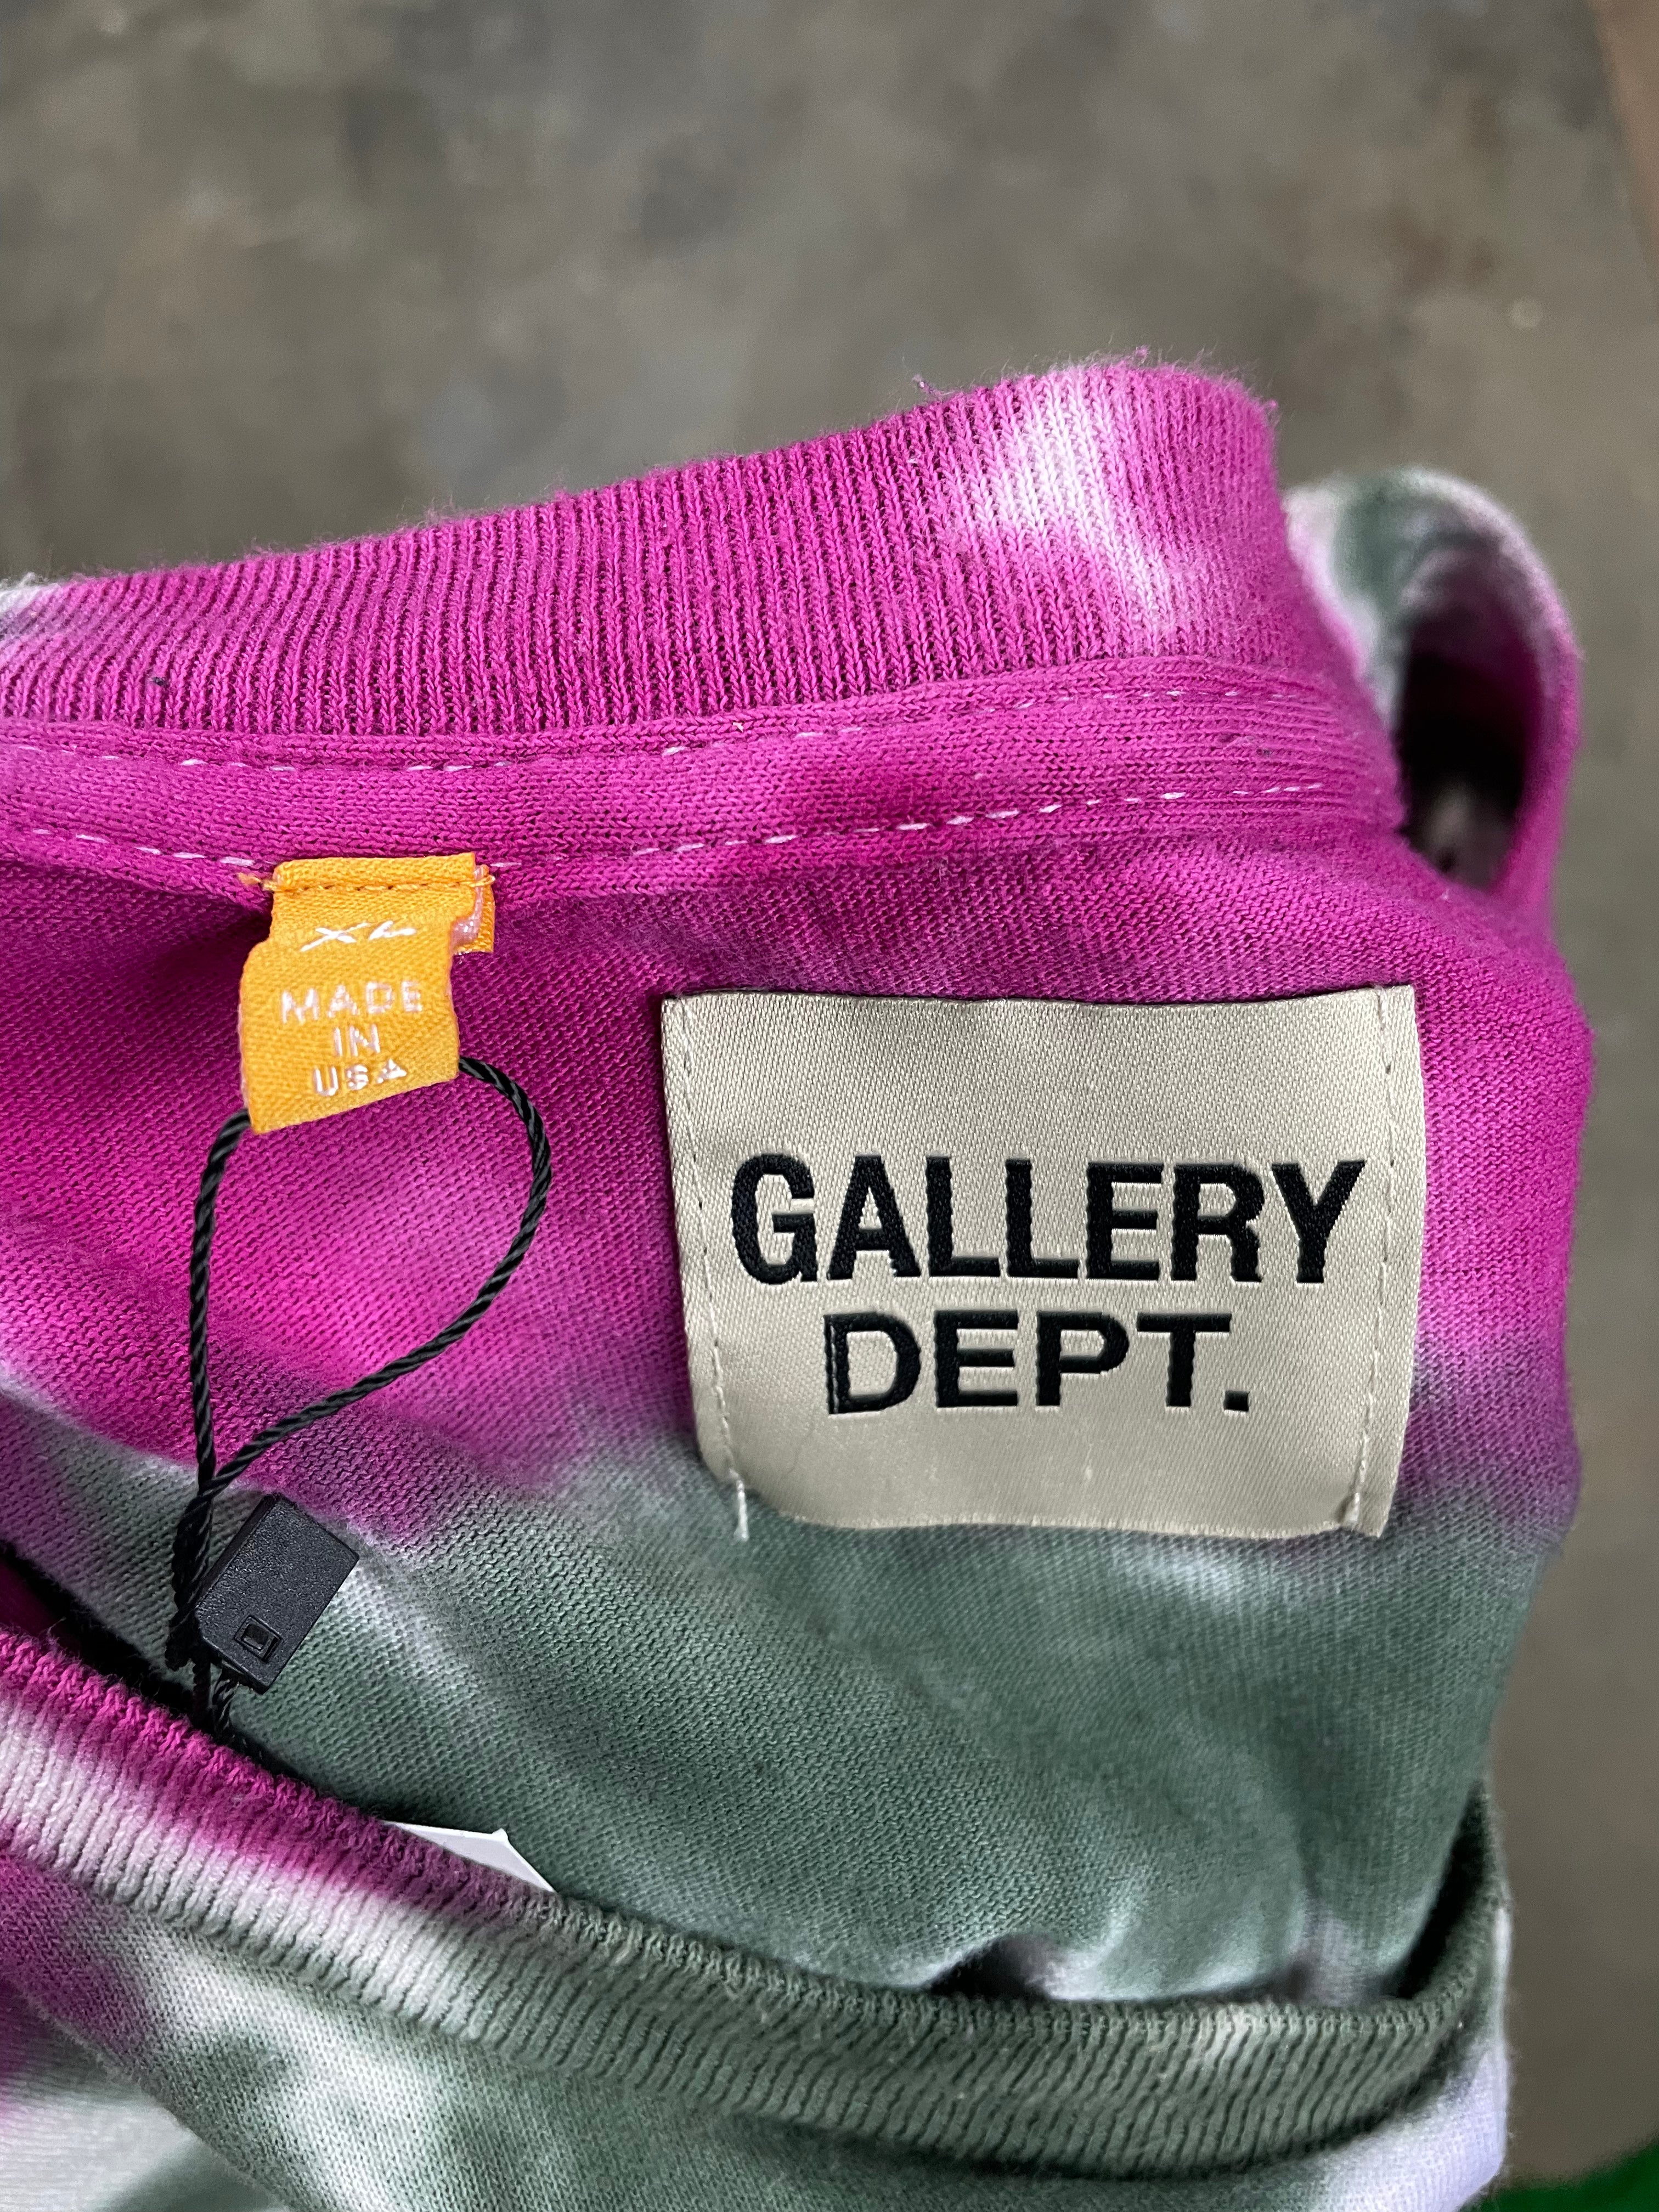 XL
MADE
IN
USA
GALLERY
DEPT.